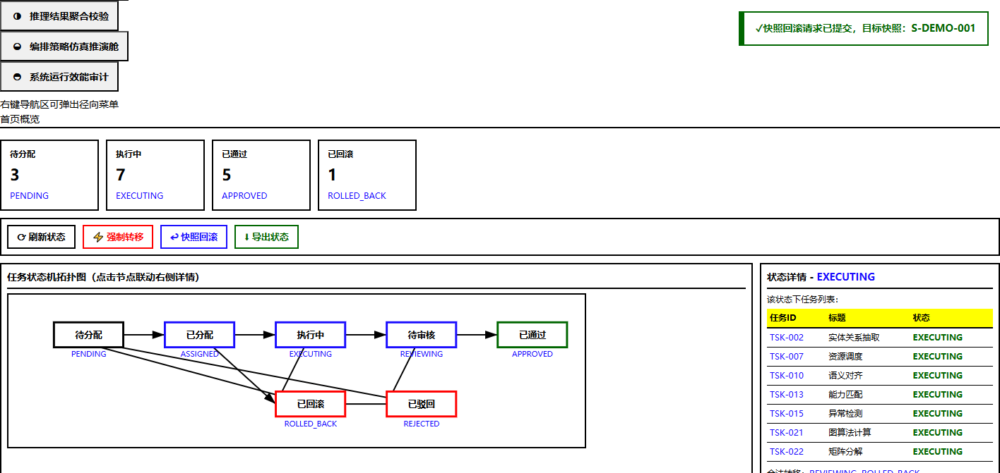 推理结果聚合校验
编排策略仿真推演舱
系统运行效能审计
✓快照回滚请求已提交，目标快照：S-DEMO-001
右键导航区可弹出径向菜单
首页概览
待分配
3
PENDING
执行中
7
EXECUTING
已通过
5
APPROVED
已回滚
1
ROLLED_BACK
⟳ 刷新状态
⚡ 强制转移
↩ 快照回滚
⬇ 导出状态
任务状态机拓扑图（点击节点联动右侧详情）
待分配
PENDING
已分配
ASSIGNED
执行中
EXECUTING
待审核
REVIEWING
已通过
APPROVED
已回滚
ROLLED_BACK
已驳回
REJECTED
状态详情 - EXECUTING
该状态下任务列表：
任务ID 标题 状态
TSK-002 实体关系抽取 EXECUTING
TSK-007 资源调度 EXECUTING
TSK-010 语义对齐 EXECUTING
TSK-013 能力匹配 EXECUTING
TSK-015 异常检测 EXECUTING
TSK-021 图算法计算 EXECUTING
TSK-022 矩阵分解 EXECUTING
合法转移：REVIEWING, ROLLED_BACK